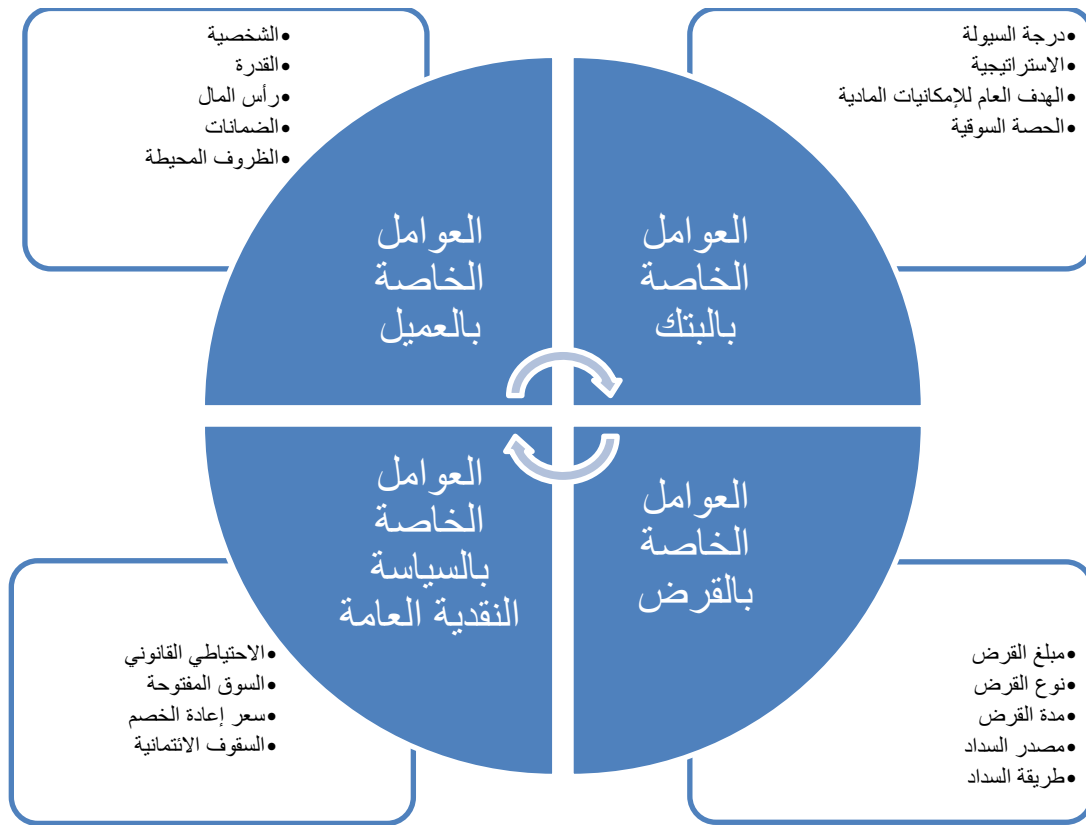 درجة السيولة
الاستراتيجية
الهدف العام للإمكانيات المادية
الحصة السوقية
العوامل
الخاصة
بالبتك
الشخصية
القدرة
رأس المال
الضمانات
الظروف المحيطة
العوامل
الخاصة
بالعميل
العوامل
الخاصة
بالقرض
مبلغ القرض
نوع القرض
مدة القرض
مصدر السداد
طريقة السداد
العوامل
الخاصة
بالسياسة
النقدية العامة
الاحتياطي القانوني
السوق المفتوحة
سعر إعادة الخصم
السقوف الائتمانية